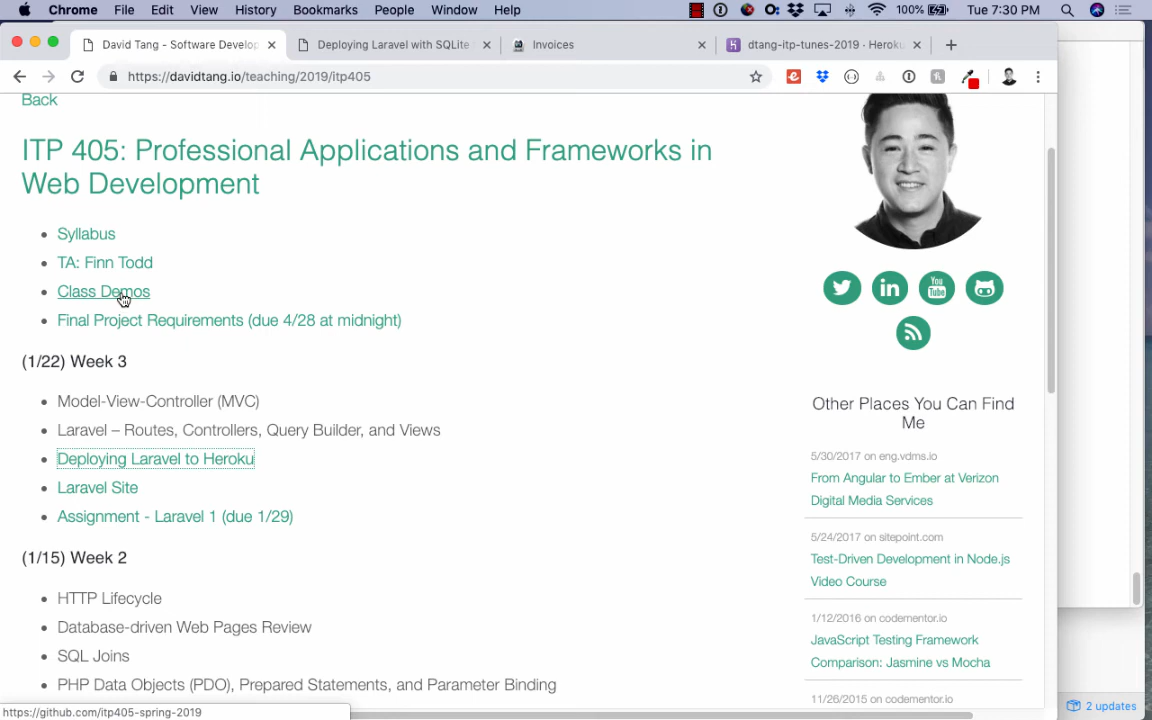 Chrome File Edit View History Bookmarks People Window Help 100% Tue 7:30 PM
David Tang - Software Develop Deploying Laravel with SQLite Invoices dtang-itp-tunes-2019 · Heroku
https://davidtang.io/teaching/2019/itp405
Back
ITP 405: Professional Applications and Frameworks in
Web Development
Syllabus
TA: Finn Todd
Class Demos
Final Project Requirements (due 4/28 at midnight)
(1/22) Week 3
Model-View-Controller (MVC)
Laravel – Routes, Controllers, Query Builder, and Views
Deploying Laravel to Heroku
Laravel Site
Assignment - Laravel 1 (due 1/29)
(1/15) Week 2
HTTP Lifecycle
Database-driven Web Pages Review
SQL Joins
PHP Data Objects (PDO), Prepared Statements, and Parameter Binding
You
Tube
Other Places You Can Find
Me
5/30/2017 on eng.vdms.io
From Angular to Ember at Verizon
Digital Media Services
5/24/2017 on sitepoint.com
Test-Driven Development in Node.js
Video Course
1/12/2016 on codementor.io
JavaScript Testing Framework
Comparison: Jasmine vs Mocha
11/26/2015 on codementor.io
https://github.com/itp405-spring-2019
2 updates